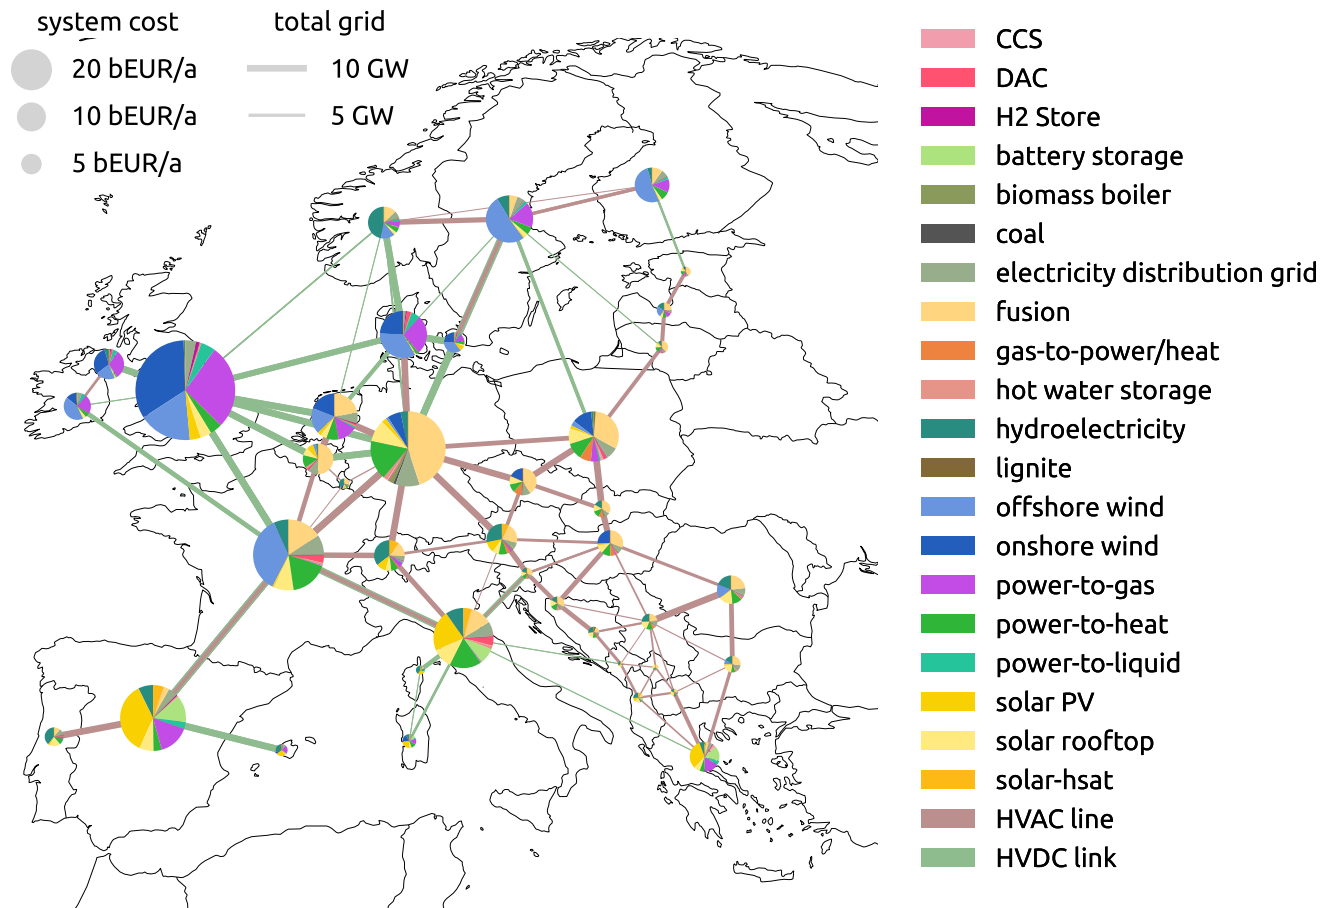 system cost
20 bEUR/a
10 bEUR/a
5 bEUR/a
total grid
10 GW
5 GW
CCS
DAC
H2 Store
battery storage
biomass boiler
coal
electricity distribution grid
fusion
gas-to-power/heat
hot water storage
hydroelectricity
lignite
offshore wind
onshore wind
power-to-gas
power-to-heat
power-to-liquid
solar PV
solar rooftop
solar-hsat
HVAC line
HVDC link